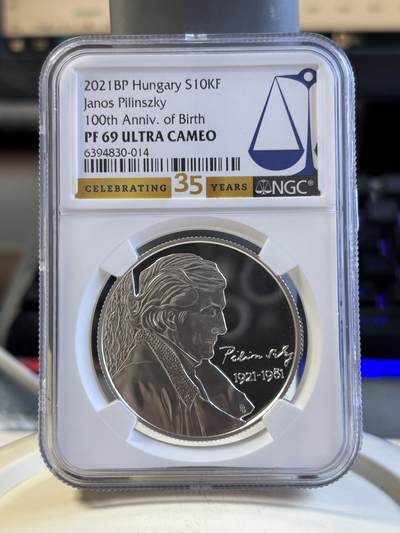 2021BP Hungary S10KF
Janos Pilinszky
100th Anniv. of Birth
PF 69 ULTRA CAMEO
6394830-014
CELEBRATING 35 YEARS NGC
Pilinszky
1921-1981